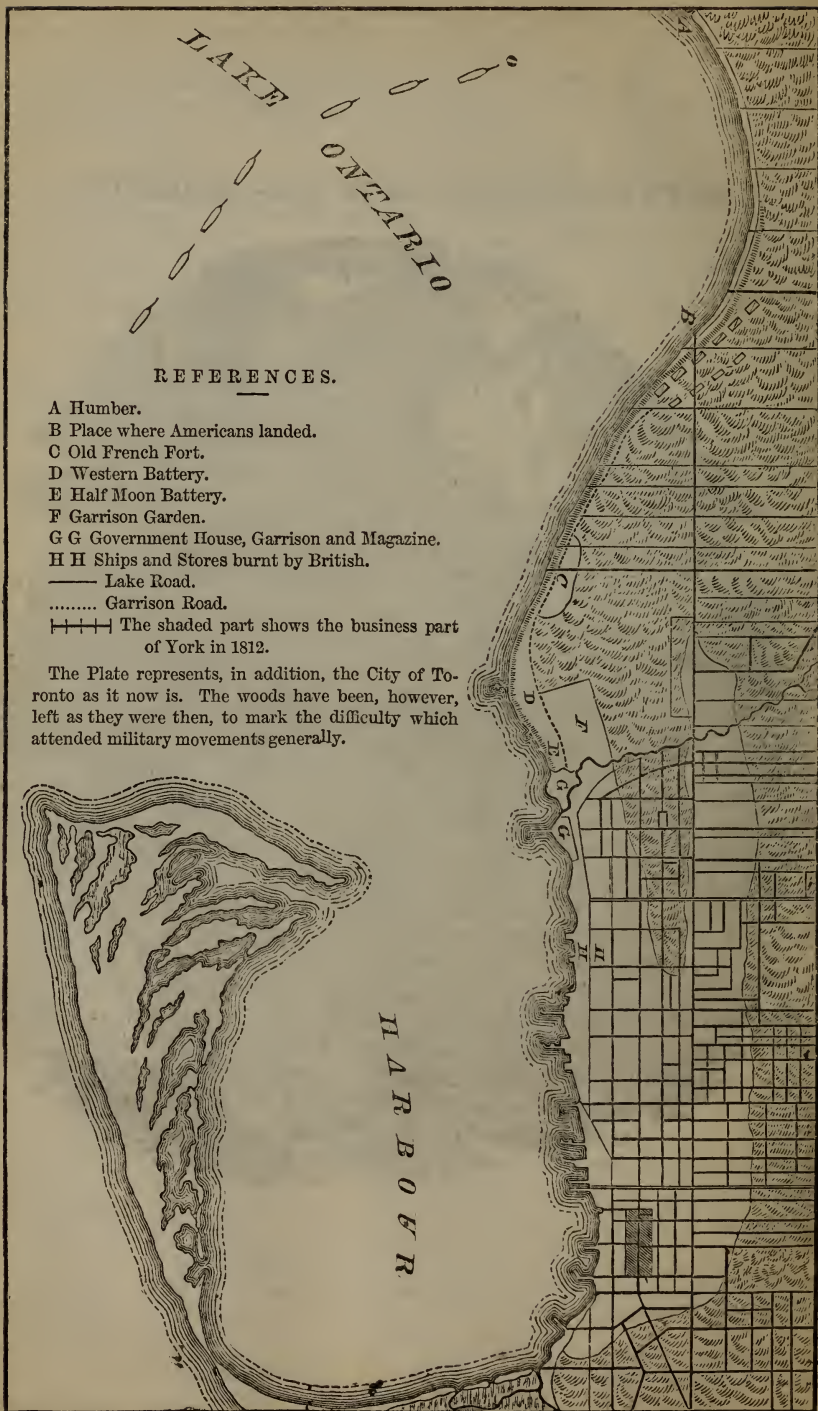 LAKE
ONTARIO
REFERENCES.
A Humber.
B Place where Americans landed.
C Old French Fort.
D Western Battery.
E Half Moon Battery.
F Garrison Garden.
G G Government House, Garrison and Magazine.
H H Ships and Stores burnt by British.
—— Lake Road.
......... Garrison Road.
The shaded part shows the business part
of York in 1812.
The Plate represents, in addition, the City of To-
ronto as it now is. The woods have been, however,
left as they were then, to mark the difficulty which
attended military movements generally.
A
B
C
D
F
E
G
G
H
H
HARBOUR.